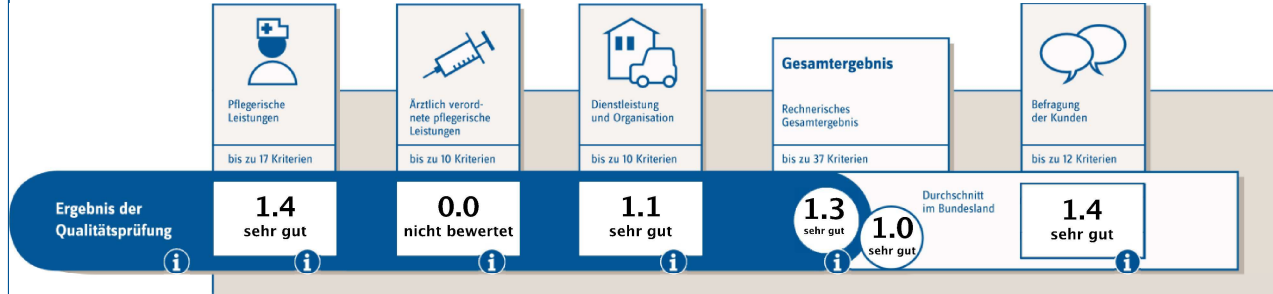 Pflegerische
Leistungen
bis zu 17 Kriterien
Ärztlich verord-
nete pflegerische
Leistungen
bis zu 10 Kriterien
Dienstleistung
und Organisation
bis zu 10 Kriterien
Gesamtergebnis
Rechnerisches
Gesamtergebnis
bis zu 37 Kriterien
Befragung
der Kunden
bis zu 12 Kriterien
Ergebnis der
Qualitätsprüfung
i
1.4
sehr gut
i
0.0
nicht bewertet
i
1.1
sehr gut
i
1.3
sehr gut
i
1.0
sehr gut
Durchschnitt
im Bundesland
1.4
sehr gut
i